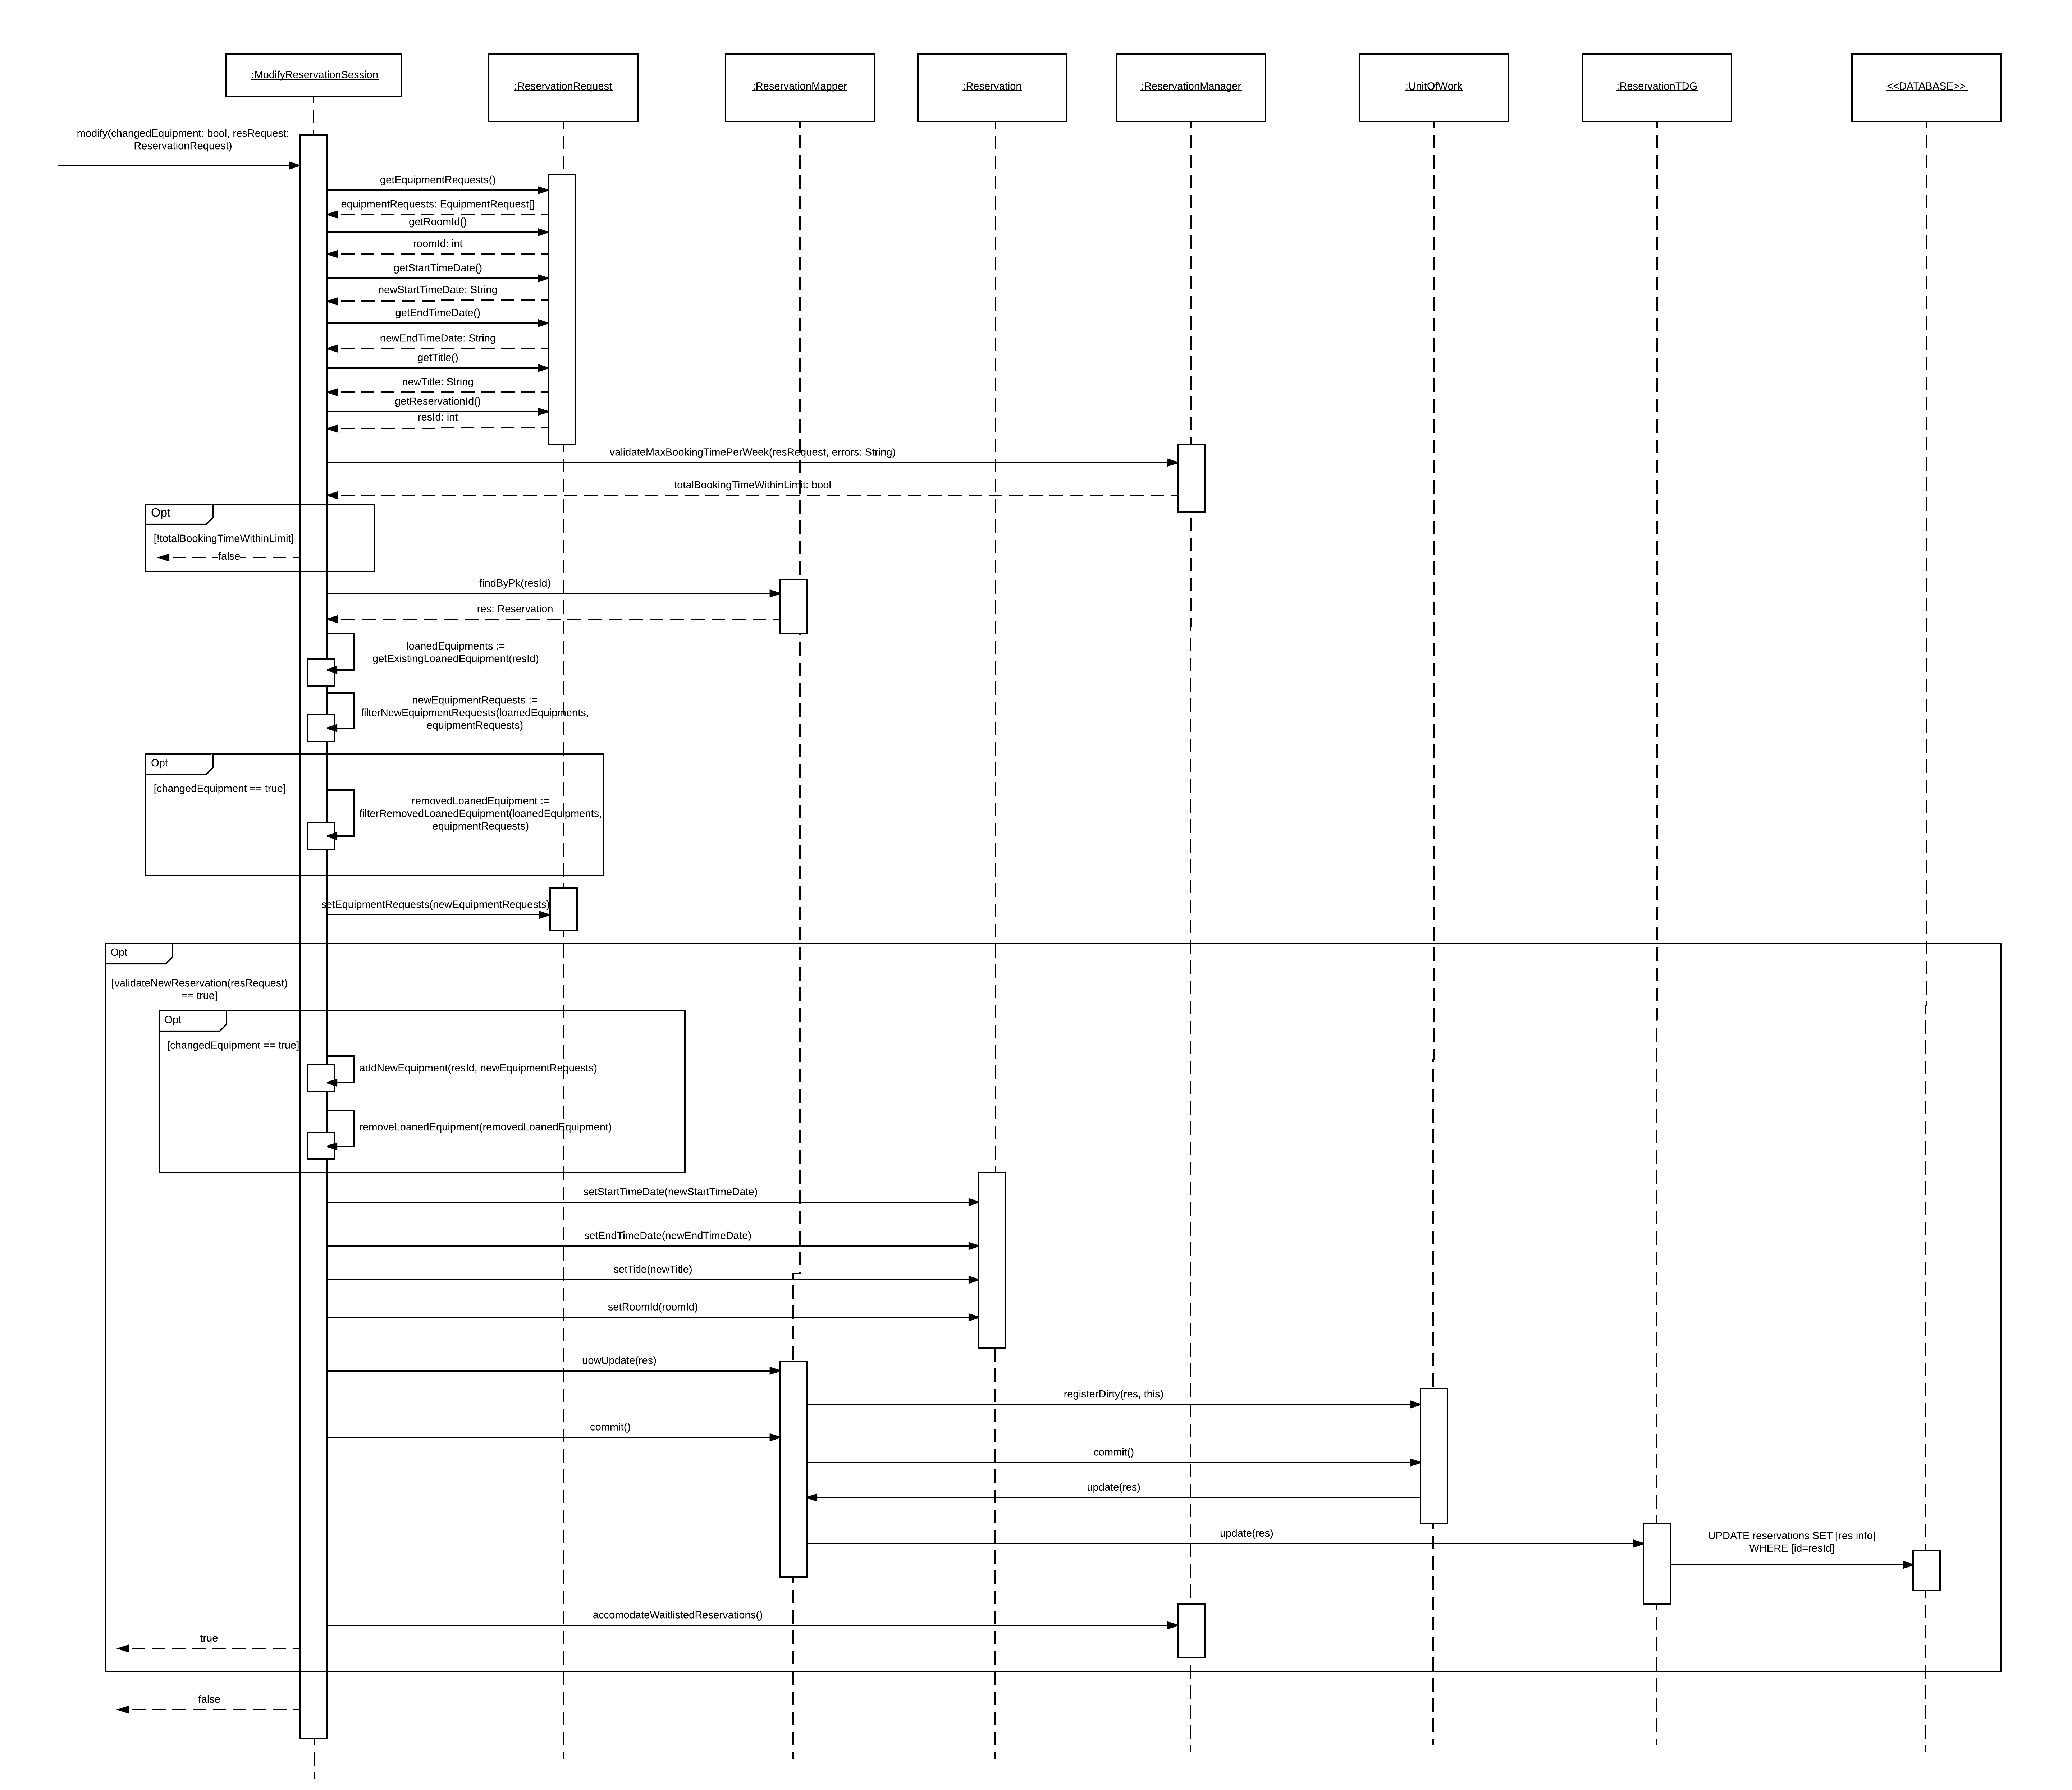 :ModifyReservationSession
:ReservationRequest
:ReservationMapper
:Reservation
:ReservationManager
:UnitOfWork
:ReservationTDG
<<DATABASE>>
modify(changedEquipment: bool, resRequest:
ReservationRequest)
getEquipmentRequests()
equipmentRequests: EquipmentRequest[]
getRoomId()
roomId: int
getStartTimeDate()
newStartTimeDate: String
getEndTimeDate()
newEndTimeDate: String
getTitle()
newTitle: String
getReservationId()
resId: int
validateMaxBookingTimePerWeek(resRequest, errors: String)
totalBookingTimeWithinLimit: bool
Opt
[!totalBookingTimeWithinLimit]
false
findByPk(resId)
res: Reservation
loanedEquipments :=
getExistingLoanedEquipment(resId)
newEquipmentRequests :=
filterNewEquipmentRequests(loanedEquipments,
equipmentRequests)
Opt
[changedEquipment == true]
removedLoanedEquipment :=
filterRemovedLoanedEquipment(loanedEquipments,
equipmentRequests)
setEquipmentRequests(newEquipmentRequests)
Opt
[validateNewReservation(resRequest)
== true]
Opt
[changedEquipment == true]
addNewEquipment(resId, newEquipmentRequests)
removeLoanedEquipment(removedLoanedEquipment)
setStartTimeDate(newStartTimeDate)
setEndTimeDate(newEndTimeDate)
setTitle(newTitle)
setRoomId(roomId)
uowUpdate(res)
registerDirty(res, this)
commit()
commit()
update(res)
update(res)
UPDATE reservations SET [res info]
WHERE [id=resId]
accomodateWaitlistedReservations()
true
false